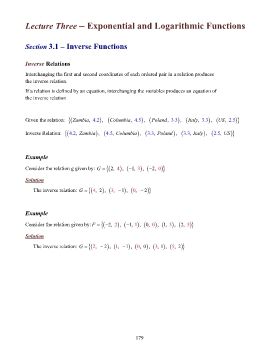 Lecture Three – Exponential and Logarithmic Functions
Section 3.1 – Inverse Functions
Inverse Relations
Interchanging the first and second coordinates of each ordered pair in a relation produces
the inverse relation.
If a relation is defined by an equation, interchanging the variables produces an equation of
the inverse relation
Given the relation: {(Zambia, 4.2), (Columbia, 4.5), (Poland, 3.3), (Italy, 3.3), (US, 2.5)}
Inverse Relation: {(4.2, Zambia), (4.5, Columbia), (3.3, Poland), (3.3, Italy), (2.5, US)}
Example
Consider the relation g given by: G = {(2, 4), (-1, 3), (-2, 0)}
Solution
The inverse relation: G = {(4, 2), (3, -1), (0, -2)}
Example
Consider the relation given by: F = {(-2, 2), (-1, 1), (0, 0), (1, 3), (2, 5)}
Solution
The inverse relation: G = {(2, -2), (1, -1), (0, 0), (3, 1), (5, 2)}
179